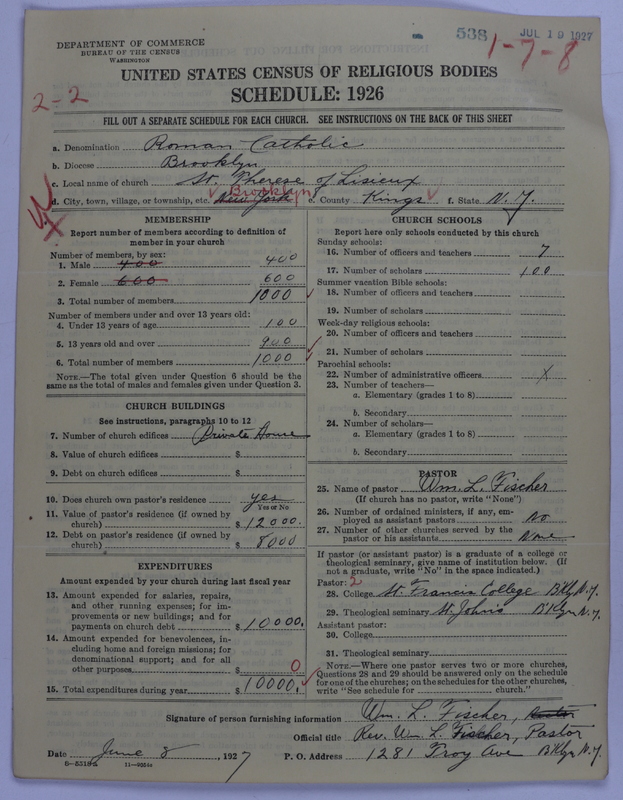 538 JUL 19 1927
1-7-8
DEPARTMENT OF COMMERCE
BUREAU OF THE CENSUS
WASHINGTON
UNITED STATES CENSUS OF RELIGIOUS BODIES
SCHEDULE: 1926
2-2
FILL OUT A SEPARATE SCHEDULE FOR EACH CHURCH. SEE INSTRUCTIONS ON THE BACK OF THIS SHEET
a. Denomination Roman Catholic
b. Diocese Brooklyn
c. Local name of church St. Therese of Lisieux
d. City, town, village, or township, etc. New York Brooklyn e. County Kings f. State N.Y.
MEMBERSHIP
Report number of members according to definition of
member in your church
Number of members, by sex:
1. Male 400 400
2. Female 600 600
3. Total number of members 1000
Number of members under and over 13 years old:
4. Under 13 years of age 100
5. 13 years old and over 900
6. Total number of members 1000
NOTE.—The total given under Question 6 should be the
same as the total of males and females given under Question 3.
CHURCH BUILDINGS
See instructions, paragraphs 10 to 12
7. Number of church edifices Private House
8. Value of church edifices $
9. Debt on church edifices $
10. Does church own pastor's residence yes
Yes or No
11. Value of pastor's residence (if owned by
church) $ 12000.
12. Debt on pastor's residence (if owned by
church) $ 8000
EXPENDITURES
Amount expended by your church during last fiscal year
13. Amount expended for salaries, repairs,
and other running expenses; for im-
provements or new buildings; and for
payments on church debt $ 10000.
14. Amount expended for benevolences, in-
cluding home and foreign missions; for
denominational support; and for all
other purposes $ 0
15. Total expenditures during year $ 10000.
CHURCH SCHOOLS
Report here only schools conducted by this church
Sunday schools:
16. Number of officers and teachers 7
17. Number of scholars 100
Summer vacation Bible schools:
18. Number of officers and teachers
19. Number of scholars
Week-day religious schools:
20. Number of officers and teachers
21. Number of scholars
Parochial schools:
22. Number of administrative officers X
23. Number of teachers—
a. Elementary (grades 1 to 8)
b. Secondary
24. Number of scholars—
a. Elementary (grades 1 to 8)
b. Secondary
PASTOR
25. Name of pastor Wm. L. Fischer
(If church has no pastor, write "None")
26. Number of ordained ministers, if any, em-
ployed as assistant pastors No
27. Number of other churches served by the
pastor or his assistants None
If pastor (or assistant pastor) is a graduate of a college or
theological seminary, give name of institution below. (If
not a graduate, write "No" in the space indicated.)
Pastor: 2
28. College St. Francis College Bklyn N.Y.
29. Theological seminary St. Johns Bklyn N.Y.
Assistant pastor:
30. College
31. Theological seminary
NOTE.—Where one pastor serves two or more churches,
Questions 28 and 29 should be answered only on the schedule
for one of the churches; on the schedules for the other churches,
write "See schedule for church."
Signature of person furnishing information Wm. L. Fischer, Pastor
Official title Rev. Wm. L. Fischer, Pastor
Date June 8, 1927 P. O. Address 1281 Troy Ave Bklyn N.Y.